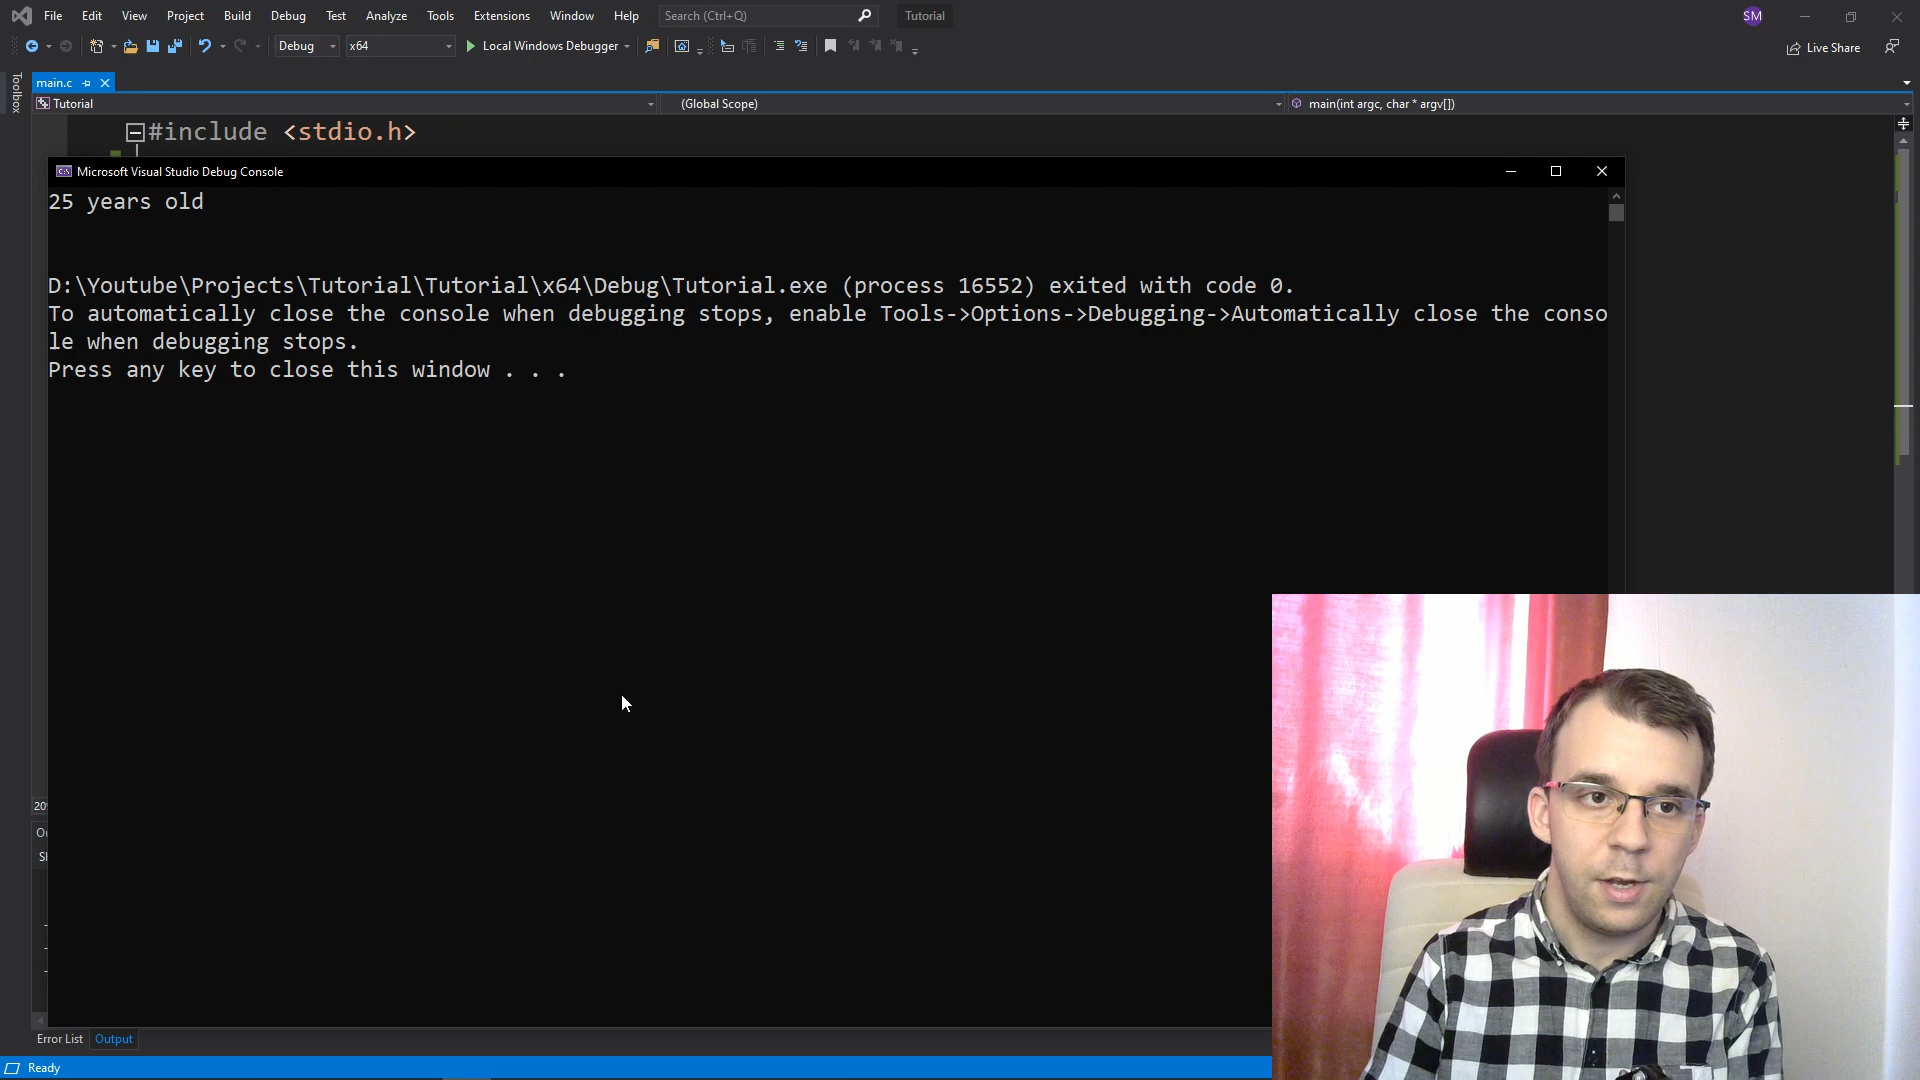 File Edit View Project Build Debug Test Analyze Tools Extensions Window Help Search (Ctrl+Q) Tutorial SM
Debug x64 Local Windows Debugger Live Share
Toolbox
main.c
Tutorial (Global Scope) main(int argc, char * argv[])
#include <stdio.h>
Microsoft Visual Studio Debug Console
25 years old
D:\Youtube\Projects\Tutorial\Tutorial\x64\Debug\Tutorial.exe (process 16552) exited with code 0.
To automatically close the console when debugging stops, enable Tools->Options->Debugging->Automatically close the conso
le when debugging stops.
Press any key to close this window . . .
Error List Output
Ready